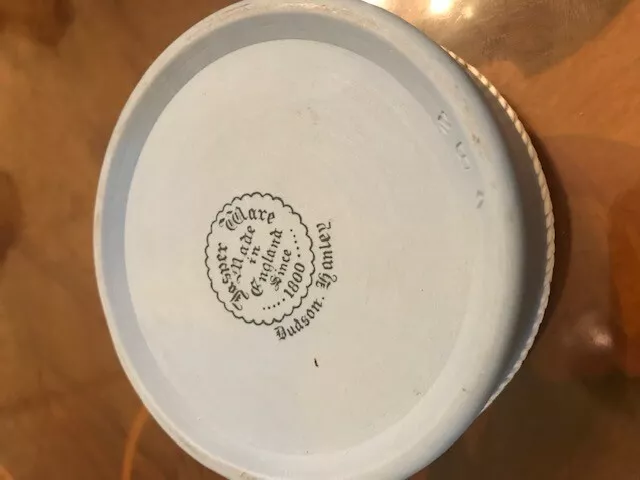 Jasper Ware
Made
in
England
Since
.....1800.....
Dudson. Hanley